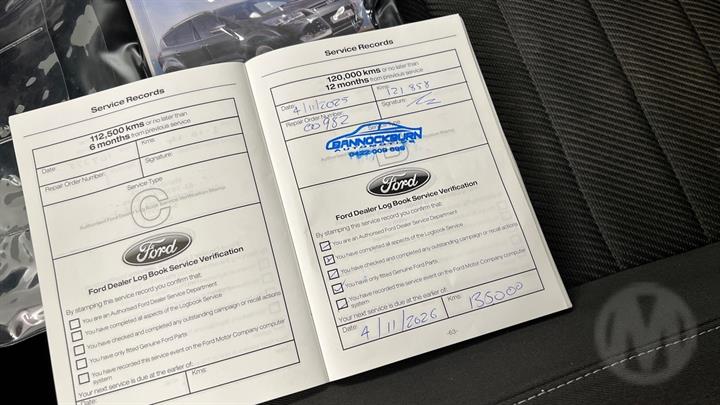 Service Records
112,500 kms or no later than
6 months from previous service
Date:
Kms:
Repair Order Number:
Signature:
Service Type
C
Authorised Ford Dealer Log Book Service Verification Stamp
Ford
Ford Dealer Log Book Service Verification
By stamping this service record you confirm that:
You are an Authorised Ford Dealer Service Department
You have completed all aspects of the Logbook Service
You have checked and completed any outstanding campaign or recall actions
You have only fitted Genuine Ford Parts
You have recorded this service event on the Ford Motor Company computer
system
Your next service is due at the earlier of:
Date:
Kms:
Service Records
120,000 kms or no later than
12 months from previous service
Date: 4/11/2025
Kms: 121 858
Repair Order Number:
00982
Signature:
BANNOCKBURN
AUTOMOTIVE
Ford
Ford Dealer Log Book Service Verification
By stamping this service record you confirm that:
You are an Authorised Ford Dealer Service Department
You have completed all aspects of the Logbook Service
You have checked and completed any outstanding campaign or recall actions
You have only fitted Genuine Ford Parts
You have recorded this service event on the Ford Motor Company computer
system
Your next service is due at the earlier of:
Date: 4/11/2026
Kms: 135000
-63-
M